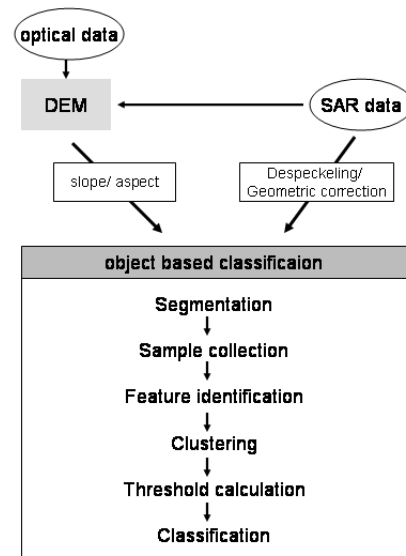 optical data
DEM
SAR data
slope/ aspect
Despeckeling/
Geometric correction
object based classificaion
Segmentation
Sample collection
Feature identification
Clustering
Threshold calculation
Classification